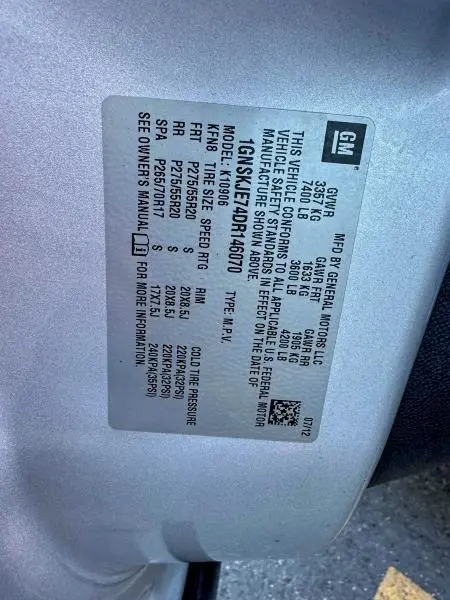 GM
MFD BY GENERAL MOTORS LLC 07/12
GVWR GAWR FRT GAWR RR
3357 KG 1633 KG 1905 KG
7400 LB 3600 LB 4200 LB
THIS VEHICLE CONFORMS TO ALL APPLICABLE U.S. FEDERAL MOTOR
VEHICLE SAFETY STANDARDS IN EFFECT ON THE DATE OF
MANUFACTURE SHOWN ABOVE.
1GNSKJE74DR146070 TYPE: M.P.V.
MODEL: K10906
KFN8 TIRE SIZE SPEED RTG RIM COLD TIRE PRESSURE
FRT P275/55R20 S 20X8.5J 220KPA(32PSI)
RR P275/55R20 S 20X8.5J 220KPA(32PSI)
SPA P265/70R17 S 17X7.5J 240KPA(35PSI)
SEE OWNER'S MANUAL FOR MORE INFORMATION.